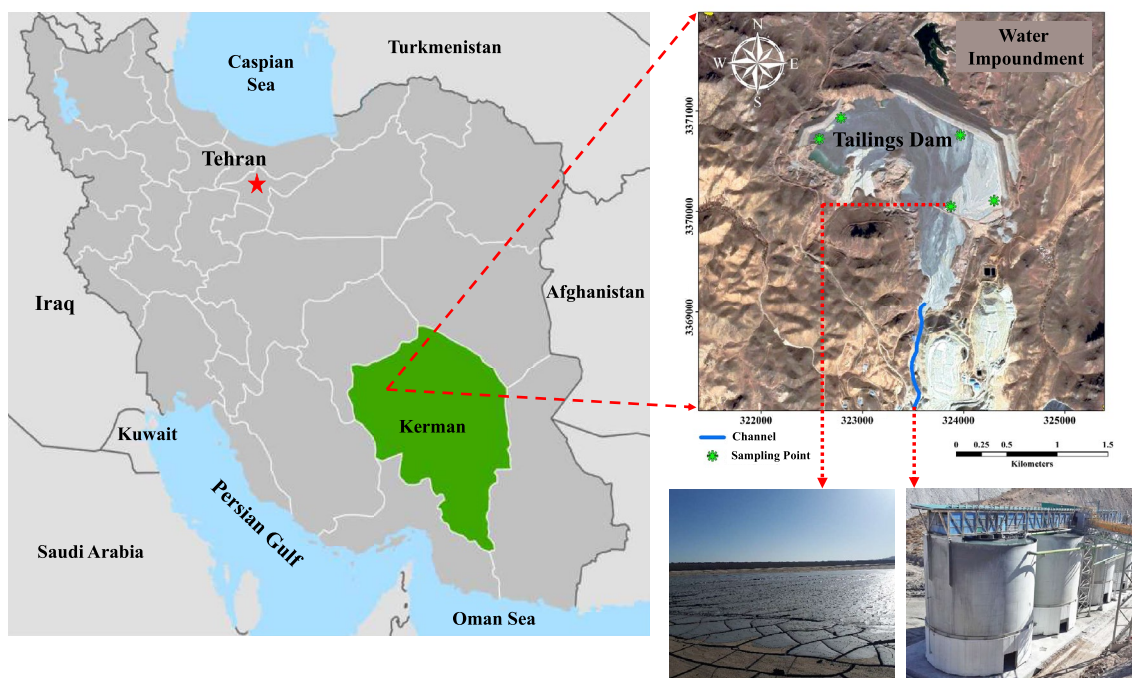 Turkmenistan
Caspian
Sea
Tehran
Iraq
Afghanistan
Kerman
Kuwait
Persian Gulf
Saudi Arabia
Oman Sea
N
W
E
S
Water
Impoundment
Tailings Dam
3371000
3370000
3369000
322000
323000
324000
325000
Channel
Sampling Point
0
0.25
0.5
1
1.5
Kilometers